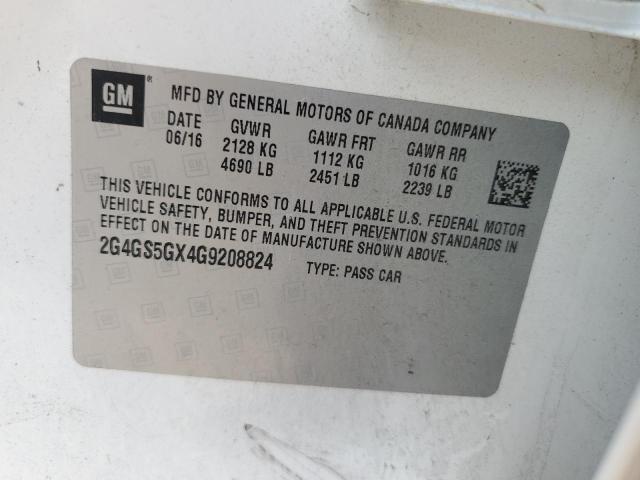 GM ® MFD BY GENERAL MOTORS OF CANADA COMPANY
DATE GVWR GAWR FRT GAWR RR
06/16 2128 KG 1112 KG 1016 KG
4690 LB 2451 LB 2239 LB
THIS VEHICLE CONFORMS TO ALL APPLICABLE U.S. FEDERAL MOTOR
VEHICLE SAFETY, BUMPER, AND THEFT PREVENTION STANDARDS IN
EFFECT ON THE DATE OF MANUFACTURE SHOWN ABOVE.
2G4GS5GX4G9208824 TYPE: PASS CAR